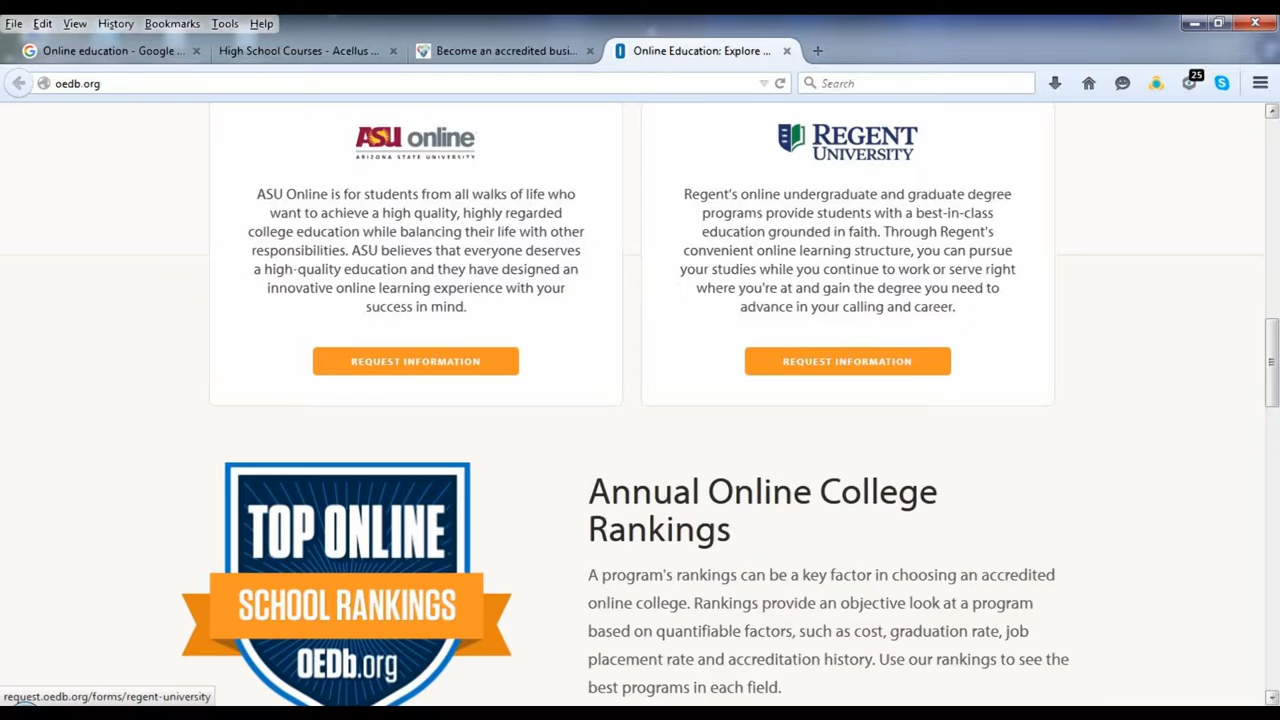 File Edit View History Bookmarks Tools Help
Online education - Google ... × High School Courses - Acellus ... × Become an accredited busi... × Online Education: Explore ... × +
oedb.org Search 25
ASU online
ARIZONA STATE UNIVERSITY
ASU Online is for students from all walks of life who
want to achieve a high quality, highly regarded
college education while balancing their life with other
responsibilities. ASU believes that everyone deserves
a high-quality education and they have designed an
innovative online learning experience with your
success in mind.
REQUEST INFORMATION
REGENT
UNIVERSITY
Regent's online undergraduate and graduate degree
programs provide students with a best-in-class
education grounded in faith. Through Regent's
convenient online learning structure, you can pursue
your studies while you continue to work or serve right
where you're at and gain the degree you need to
advance in your calling and career.
REQUEST INFORMATION
TOP ONLINE
SCHOOL RANKINGS
OEDb.org
Annual Online College
Rankings
A program's rankings can be a key factor in choosing an accredited
online college. Rankings provide an objective look at a program
based on quantifiable factors, such as cost, graduation rate, job
placement rate and accreditation history. Use our rankings to see the
best programs in each field.
request.oedb.org/forms/regent-university